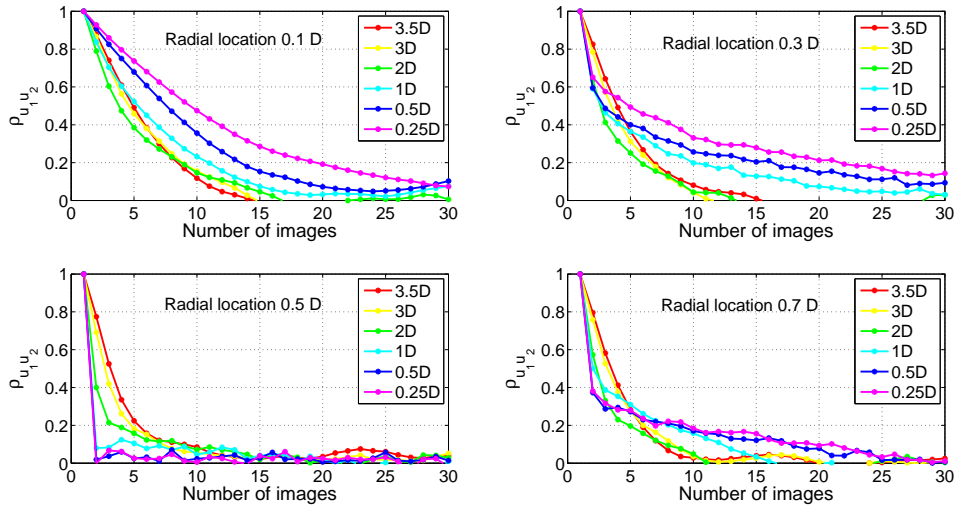 Radial location 0.1 D
3.5D
3D
2D
1D
0.5D
0.25D
1
0.8
0.6
0.4
0.2
0
0 5 10 15 20 25 30
ρ u1u2
Number of images
Radial location 0.3 D
3.5D
3D
2D
1D
0.5D
0.25D
1
0.8
0.6
0.4
0.2
0
0 5 10 15 20 25 30
ρ u1u2
Number of images
Radial location 0.5 D
3.5D
3D
2D
1D
0.5D
0.25D
1
0.8
0.6
0.4
0.2
0
0 5 10 15 20 25 30
ρ u1u2
Number of images
Radial location 0.7 D
3.5D
3D
2D
1D
0.5D
0.25D
1
0.8
0.6
0.4
0.2
0
0 5 10 15 20 25 30
ρ u1u2
Number of images